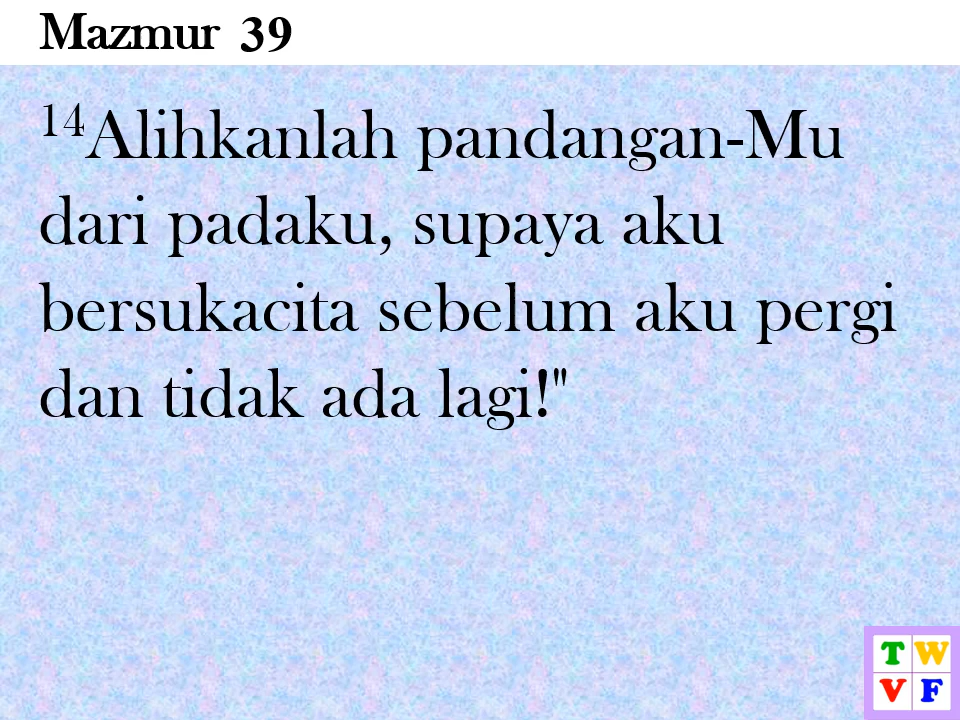 Mazmur 39
14Alihkanlah pandangan-Mu
dari padaku, supaya aku
bersukacita sebelum aku pergi
dan tidak ada lagi!"
T W
V F